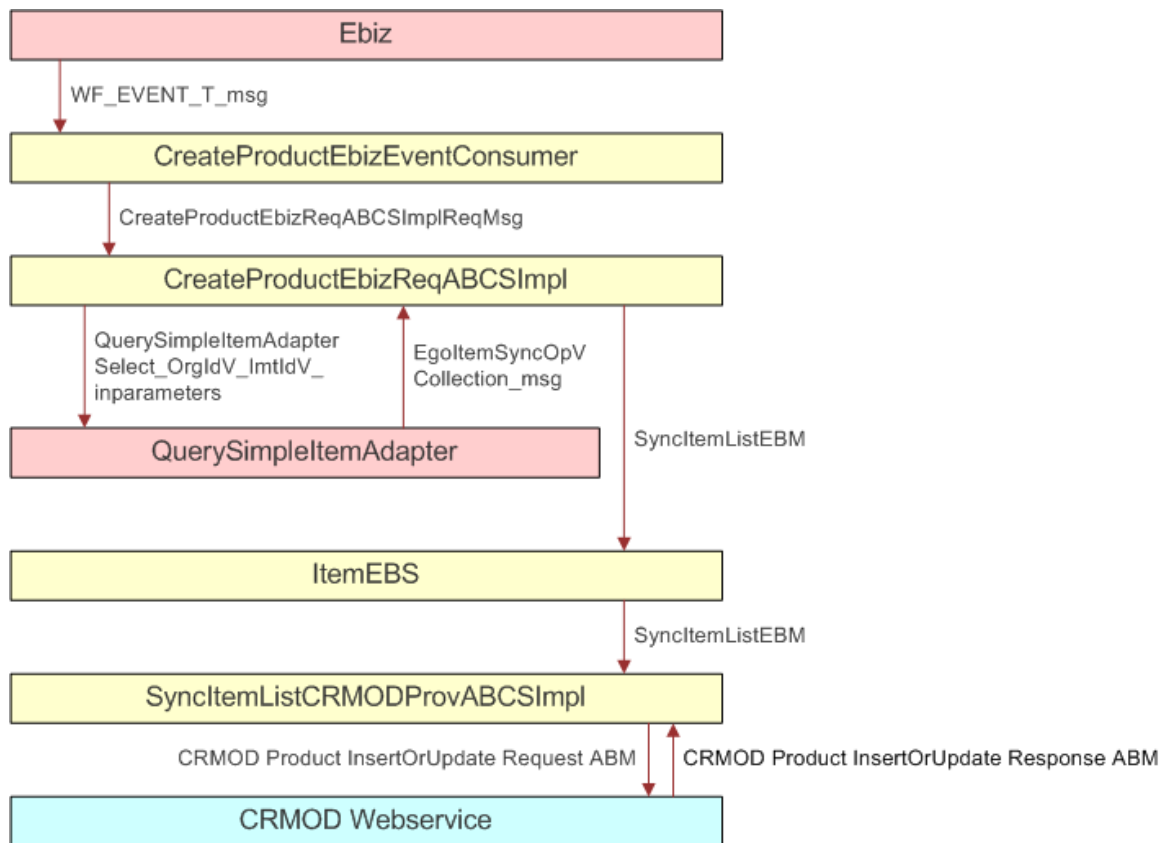 Ebiz
WF_EVENT_T_msg
CreateProductEbizEventConsumer
CreateProductEbizReqABCSImplReqMsg
CreateProductEbizReqABCSImpl
QuerySimpleItemAdapter
Select_OrgIdV_ImtIdV_
inparameters
EgoItemSyncOpV
Collection_msg
SyncItemListEBM
QuerySimpleItemAdapter
ItemEBS
SyncItemListEBM
SyncItemListCRMODProvABCSImpl
CRMOD Product InsertOrUpdate Request ABM
CRMOD Product InsertOrUpdate Response ABM
CRMOD Webservice